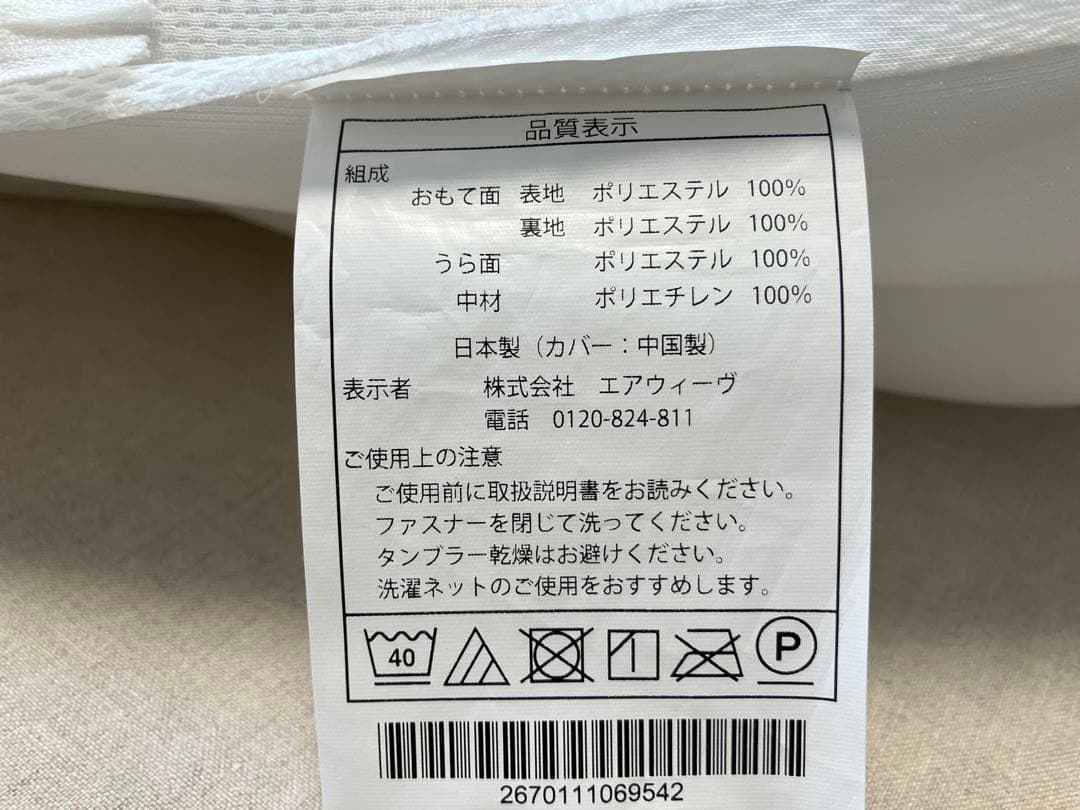 品質表示
組成
おもて面 表地 ポリエステル 100%
裏地 ポリエステル 100%
うら面 ポリエステル 100%
中材 ポリエチレン 100%
日本製（カバー：中国製）
表示者 株式会社 エアウィーヴ
電話 0120-824-811
ご使用上の注意
ご使用前に取扱説明書をお読みください。
ファスナーを閉じて洗ってください。
タンブラー乾燥はお避けください。
洗濯ネットのご使用をおすすめします。
40 P
2670111069542